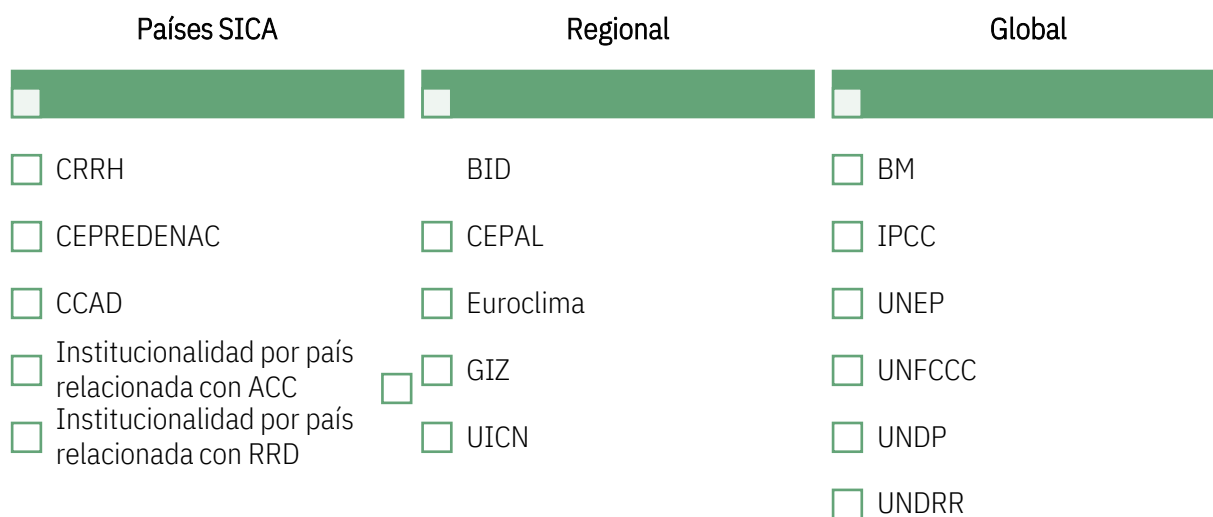 Países SICA
CRRH
CEPREDENAC
CCAD
Institucionalidad por país
relacionada con ACC
Institucionalidad por país
relacionada con RRD
Regional
BID
CEPAL
Euroclima
GIZ
UICN
Global
BM
IPCC
UNEP
UNFCCC
UNDP
UNDRR